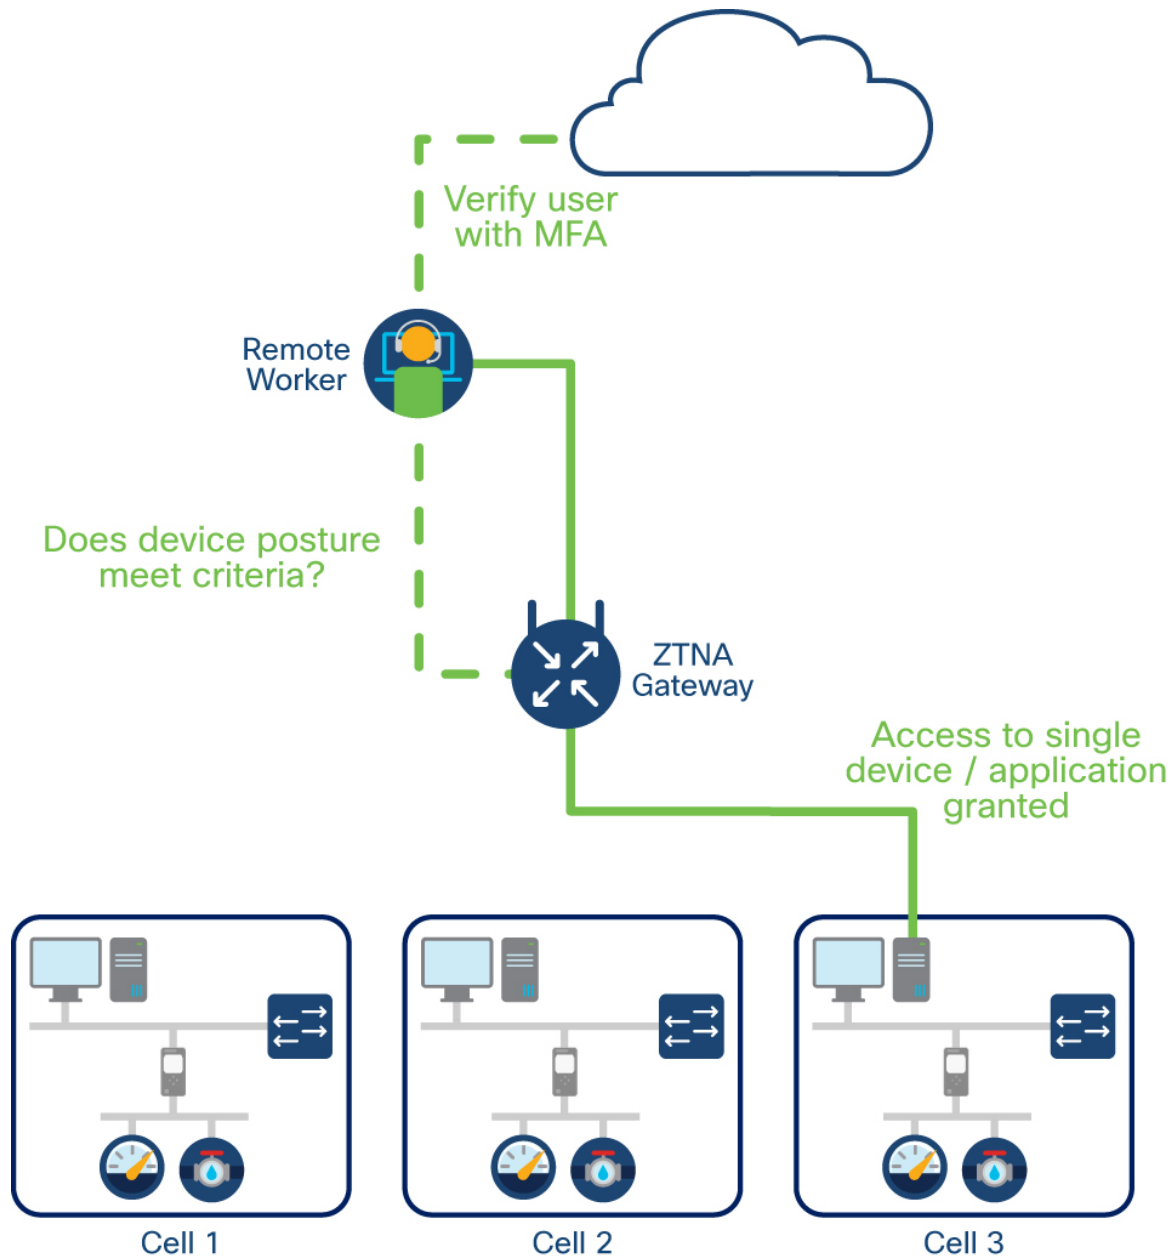 Verify user
with MFA
Remote
Worker
Does device posture
meet criteria?
ZTNA
Gateway
Access to single
device / application
granted
Cell 1
Cell 2
Cell 3